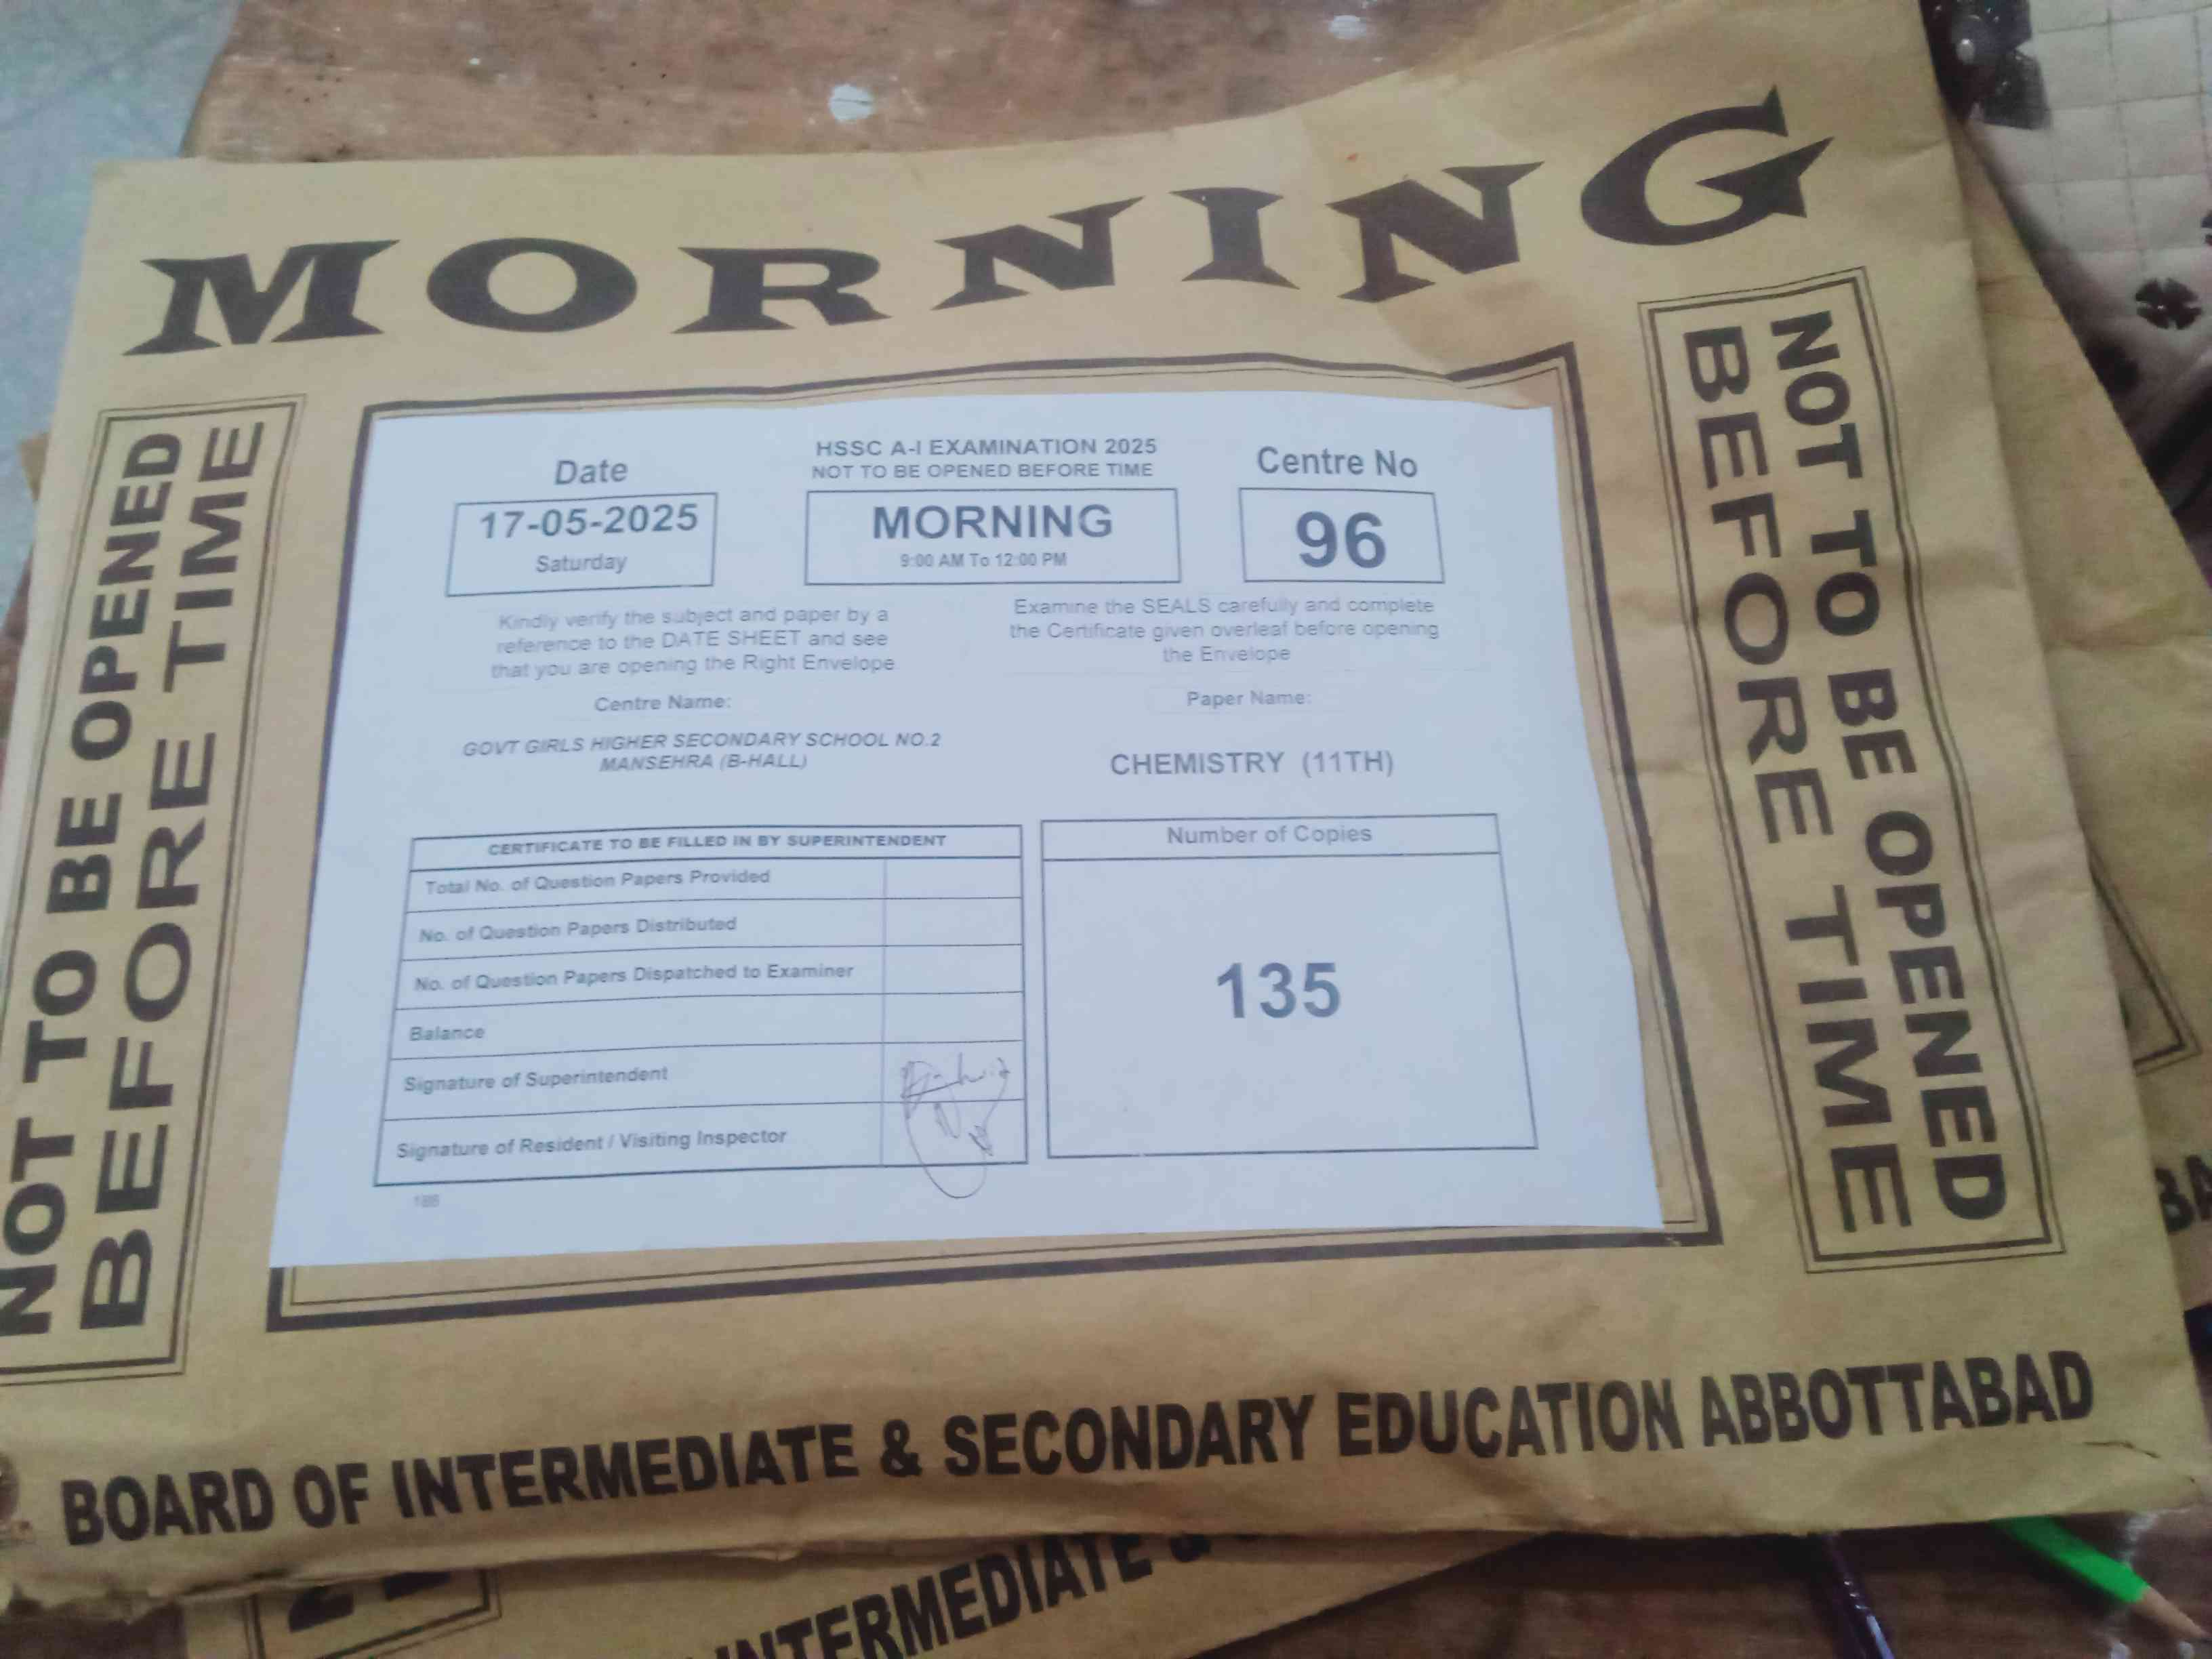 MORNING
NOT TO BE OPENED
BEFORE TIME
Date
17-05-2025
Saturday
HSSC A-I EXAMINATION 2025
NOT TO BE OPENED BEFORE TIME
MORNING
9:00 AM To 12:00 PM
Centre No
96
Kindly verify the subject and paper by a
reference to the DATE SHEET and see
that you are opening the Right Envelope
Examine the SEALS carefully and complete
the Certificate given overleaf before opening
the Envelope
Centre Name:
GOVT GIRLS HIGHER SECONDARY SCHOOL NO.2
MANSEHRA (B-HALL)
Paper Name:
CHEMISTRY (11TH)
CERTIFICATE TO BE FILLED IN BY SUPERINTENDENT
Total No. of Question Papers Provided
No. of Question Papers Distributed
No. of Question Papers Dispatched to Examiner
Balance
Signature of Superintendent
Signature of Resident / Visiting Inspector
Number of Copies
135
NOT TO BE OPENED
BEFORE TIME
BOARD OF INTERMEDIATE & SECONDARY EDUCATION ABBOTTABAD
INTERMEDIATE &